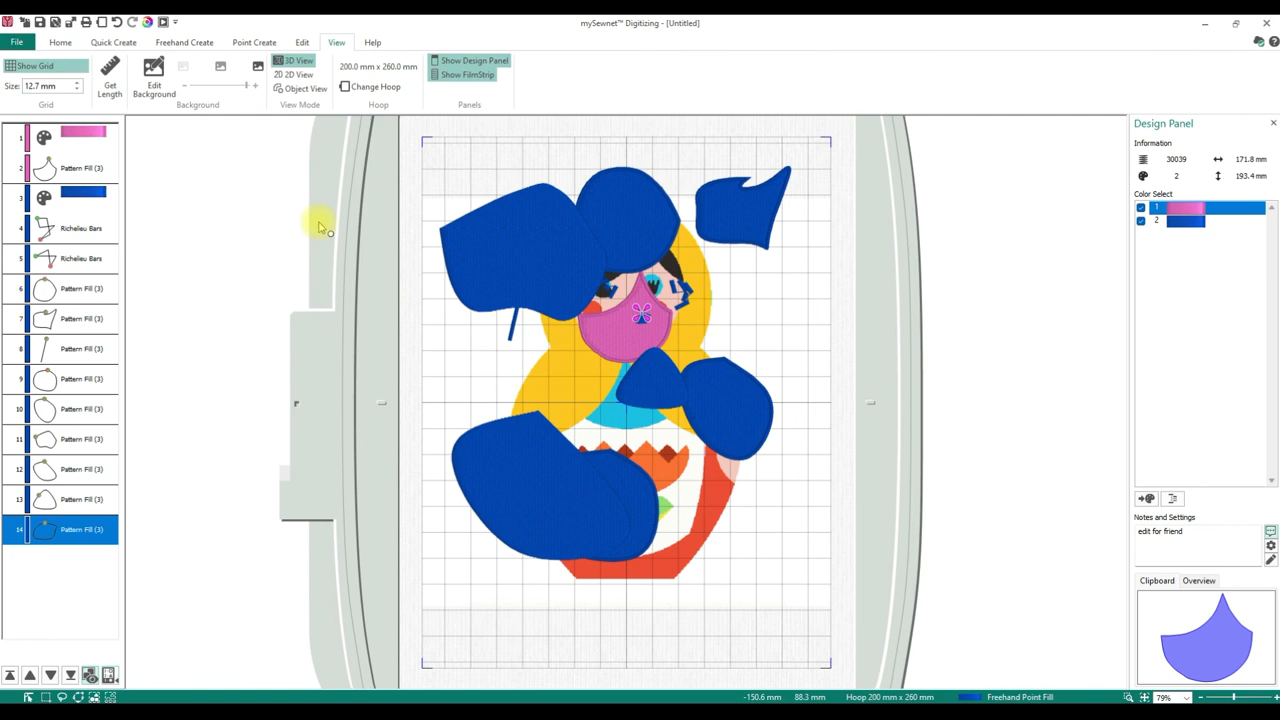 mySewnet™ Digitizing - [Untitled]
File Home Quick Create Freehand Create Point Create Edit View Help
Show Grid
Size: 12.7 mm
Grid
Get Length
Edit Background
Background
3D View
2D 2D View
Object View
View Mode
200.0 mm x 260.0 mm
Change Hoop
Hoop
Show Design Panel
Show FilmStrip
Panels
1
2 Pattern Fill (3)
3
4 Richelieu Bars
5 Richelieu Bars
6 Pattern Fill (3)
7 Pattern Fill (3)
8 Pattern Fill (3)
9 Pattern Fill (3)
10 Pattern Fill (3)
11 Pattern Fill (3)
12 Pattern Fill (3)
13 Pattern Fill (3)
14 Pattern Fill (3)
Design Panel
Information
30039 171.8 mm
2 193.4 mm
Color Select
1
2
Notes and Settings
edit for friend
Clipboard Overview
-150.6 mm 88.3 mm Hoop 200 mm x 260 mm Freehand Point Fill 79%